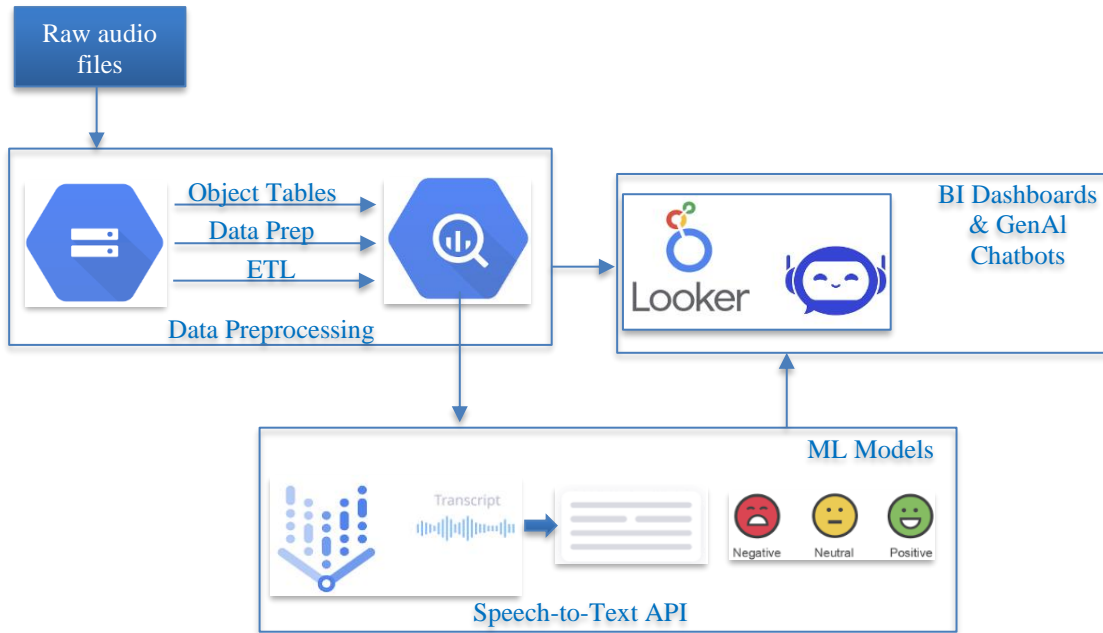 Raw audio
files
Object Tables
Data Prep
ETL
Data Preprocessing
Looker
BI Dashboards
& GenAl
Chatbots
ML Models
Transcript
Negative
Neutral
Positive
Speech-to-Text API